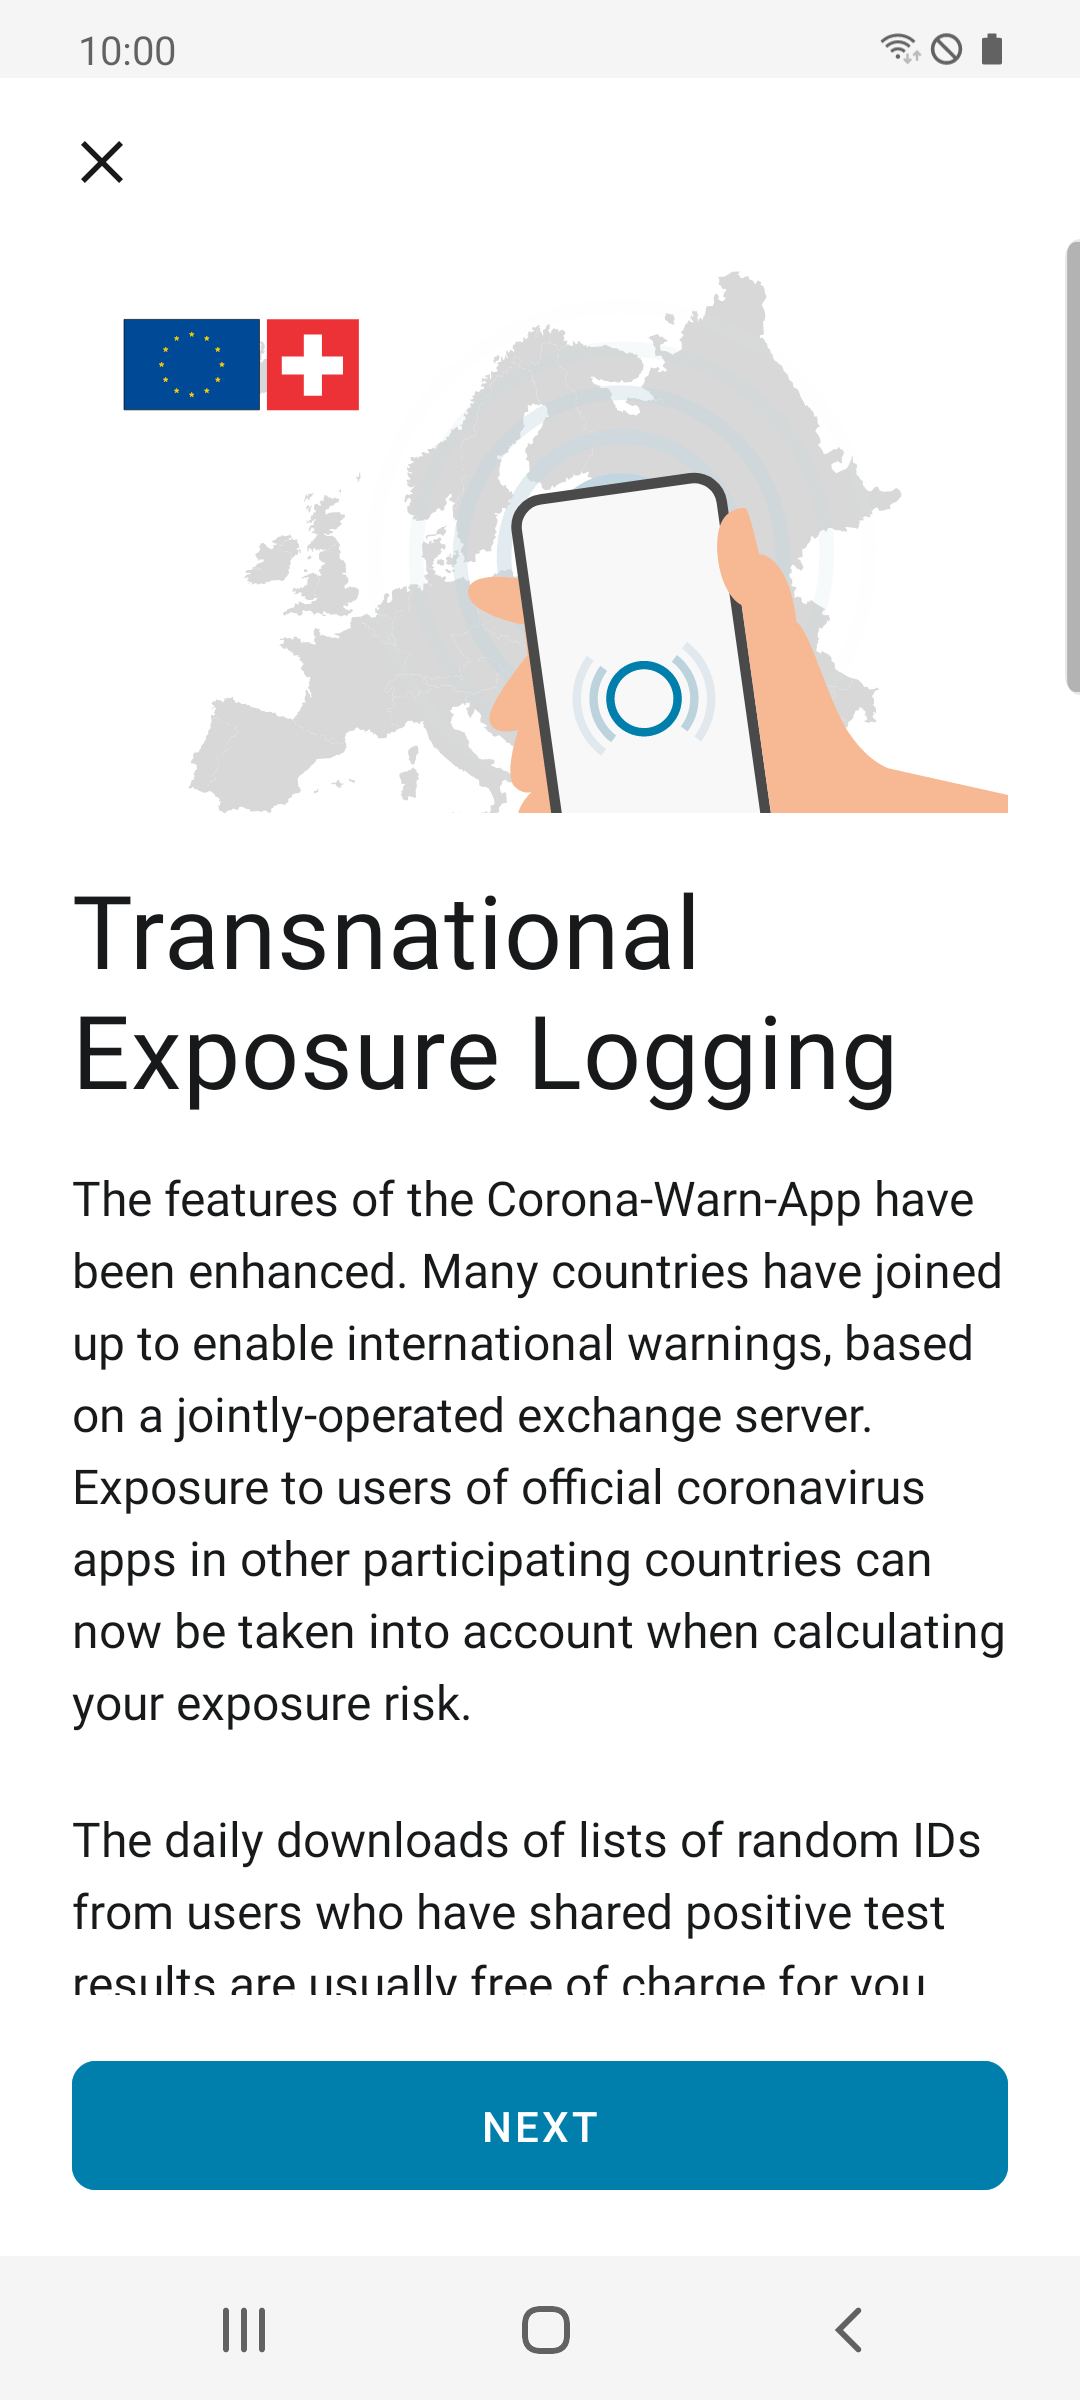 10:00
Transnational
Exposure Logging
The features of the Corona-Warn-App have
been enhanced. Many countries have joined
up to enable international warnings, based
on a jointly-operated exchange server.
Exposure to users of official coronavirus
apps in other participating countries can
now be taken into account when calculating
your exposure risk.
The daily downloads of lists of random IDs
from users who have shared positive test
results are usually free of charge for you
NEXT